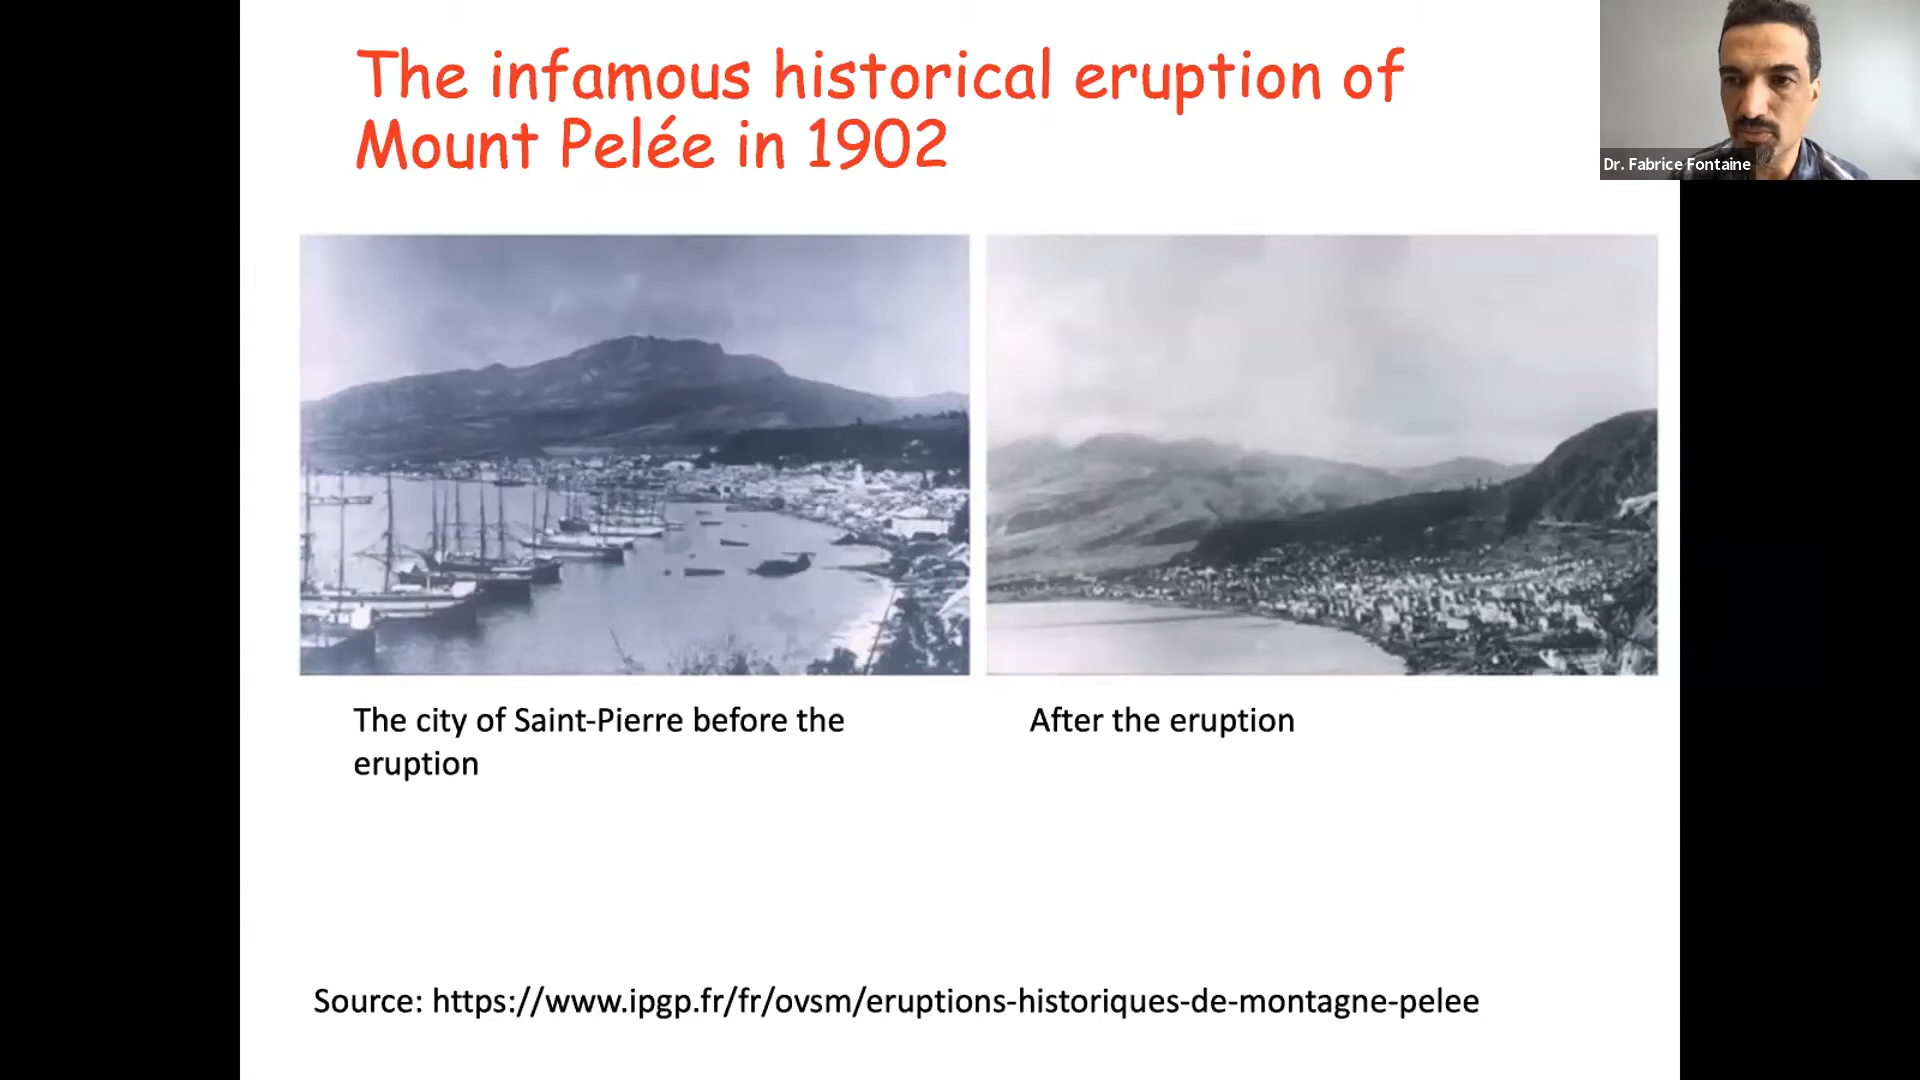 The infamous historical eruption of
Mount Pelée in 1902
Dr. Fabrice Fontaine
The city of Saint-Pierre before the
eruption
After the eruption
Source: https://www.ipgp.fr/fr/ovsm/eruptions-historiques-de-montagne-pelee